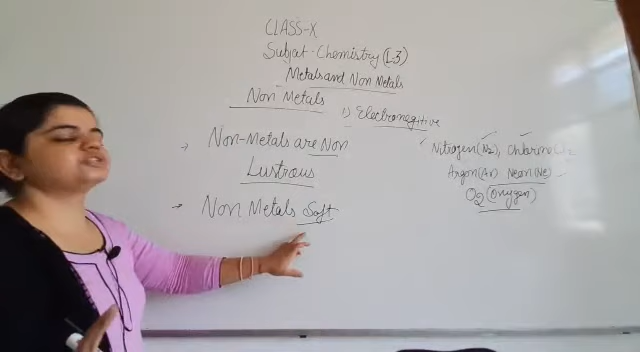 CLASS-X
Subject-Chemistry (L3)
Metals and Non Metals
Non Metals
1) Electronegitive
→ Non-Metals are Non
Lustrous
→ Non Metals Soft
✓ Nitrogen (N2), Chlorine
Argon (Ar) Neon (Ne)
O2 (Oxygen)